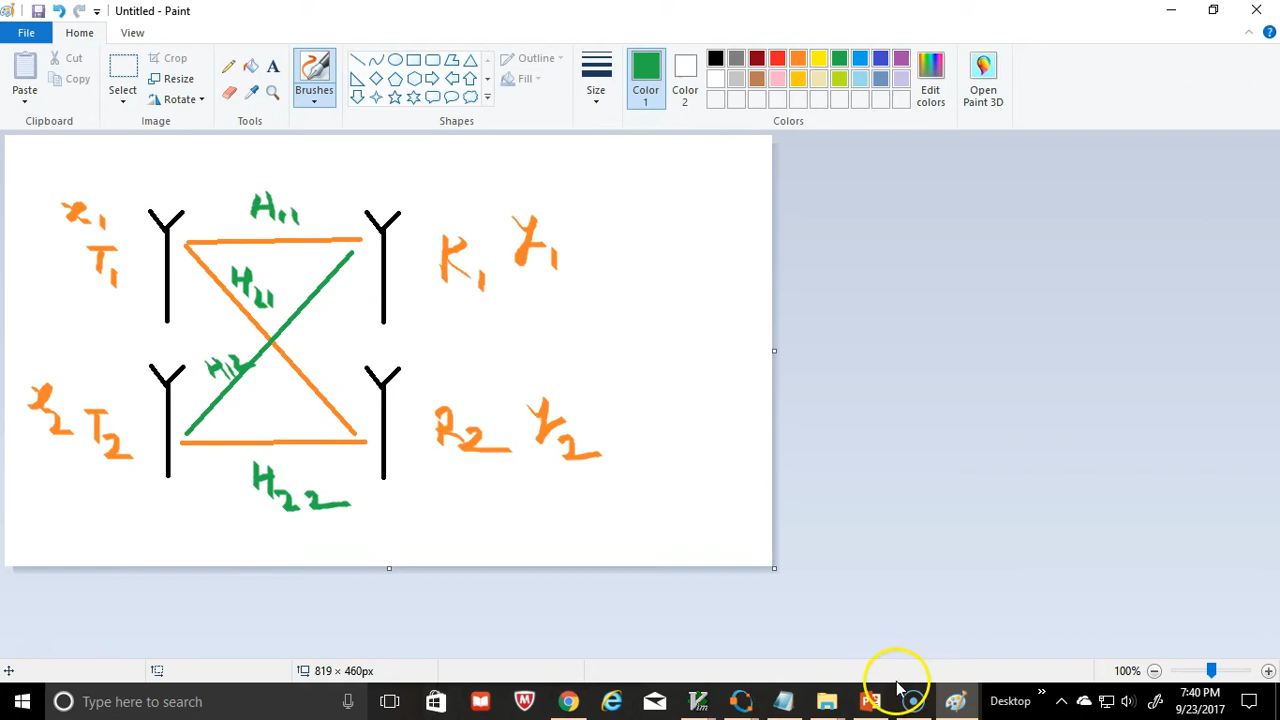 Untitled - Paint
File
Home
View
Paste
Cut
Copy
Clipboard
Select
Crop
Resize
Rotate
Image
A
Tools
Brushes
Outline
Fill
Shapes
Size
Color 1
Color 2
Edit colors
Open Paint 3D
Colors
x1
T1
H11
R1
Y1
H21
H12
x2
T2
H22
R2
Y2
819 × 460px
100%
Type here to search
Desktop
7:40 PM
9/23/2017